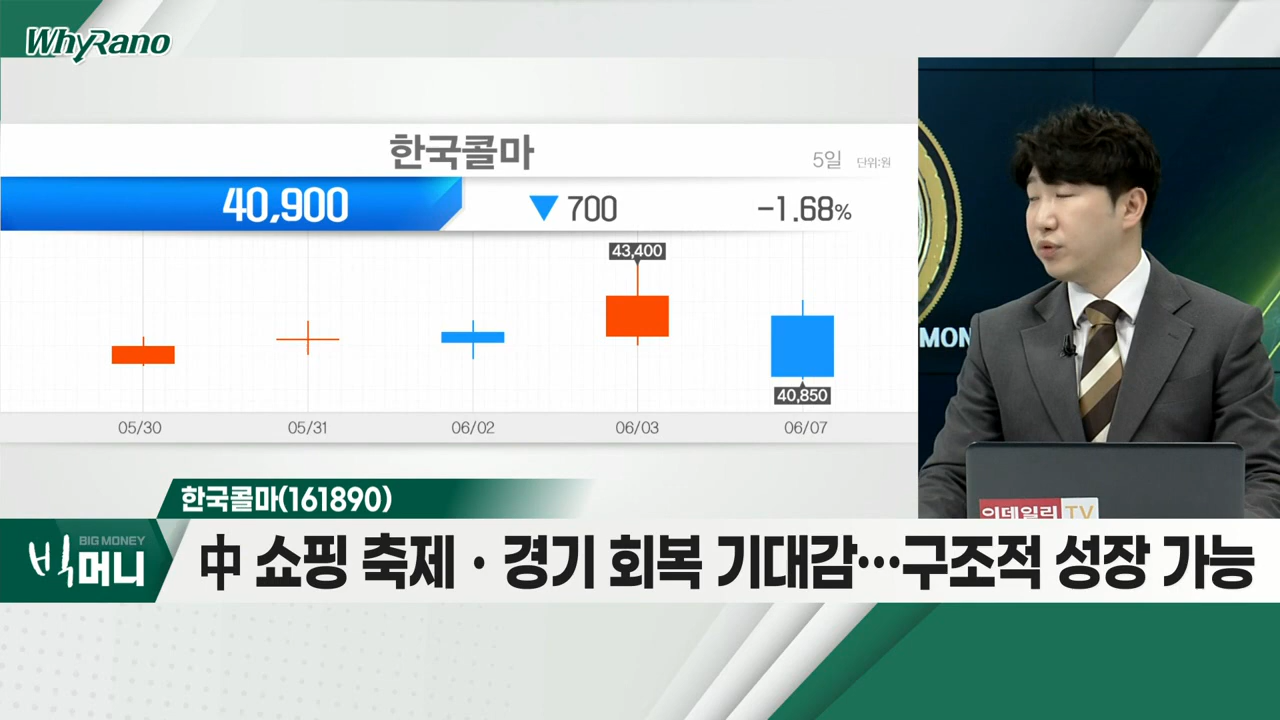 WhyRano
한국콜마
5일 단위:원
40,900 ▼ 700 -1.68%
43,400
40,850
05/30 05/31 06/02 06/03 06/07
MON
이데일리 TV
한국콜마(161890)
BIG MONEY
빅머니
中 쇼핑 축제·경기 회복 기대감…구조적 성장 가능